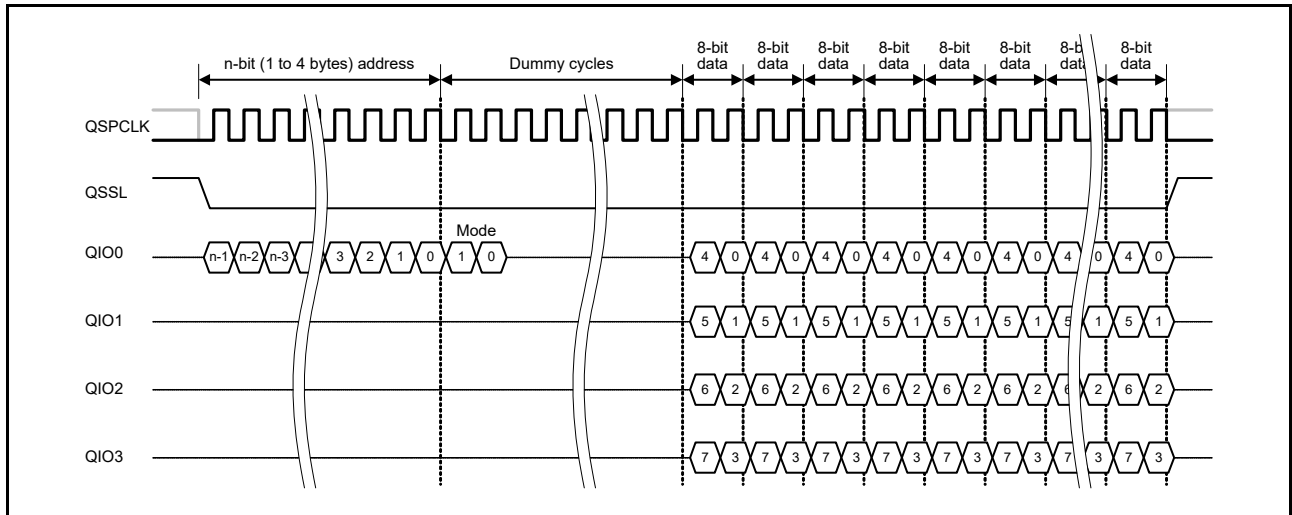 8-bit 8-bit 8-bit 8-bit 8-bit 8-bit 8-bit 8-bit
n-bit (1 to 4 bytes) address Dummy cycles data data data data data data data data
QSPCLK
QSSL
Mode
QIO0 n-1 n-2 n-3 3 2 1 0 1 0 4 0 4 0 4 0 4 0 4 0 4 0 4 0 4 0
QIO1 5 1 5 1 5 1 5 1 5 1 5 1 5 1 5 1
QIO2 6 2 6 2 6 2 6 2 6 2 6 2 6 2 6 2
QIO3 7 3 7 3 7 3 7 3 7 3 7 3 7 3 7 3